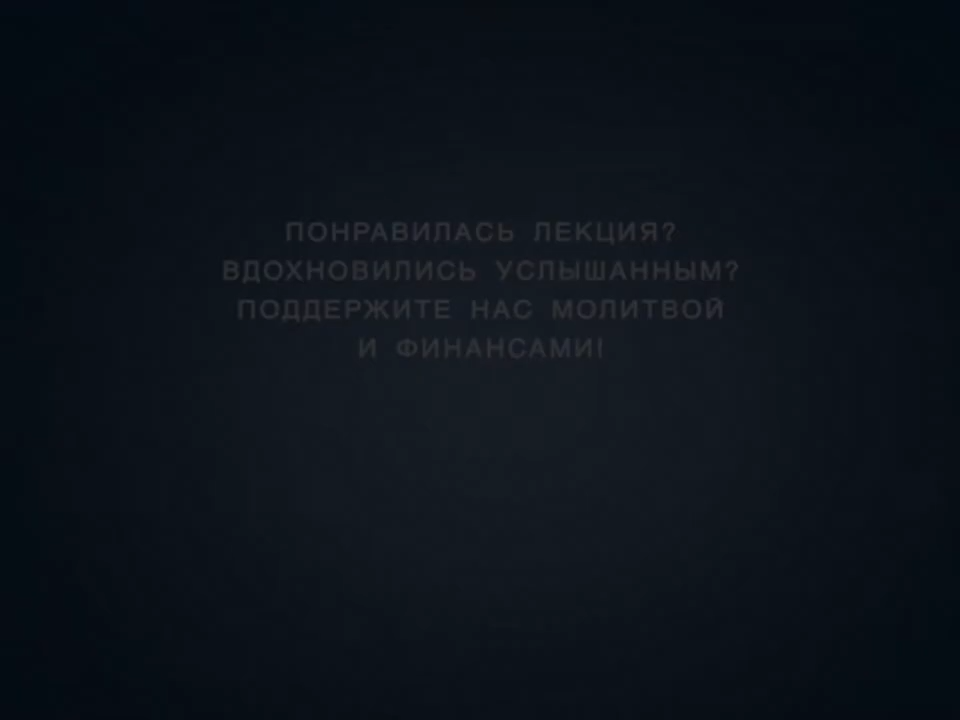 ПОНРАВИЛАСЬ ЛЕКЦИЯ?
ВДОХНОВИЛИСЬ УСЛЫШАННЫМ?
ПОДДЕРЖИТЕ НАС МОЛИТВОЙ
И ФИНАНСАМИ!